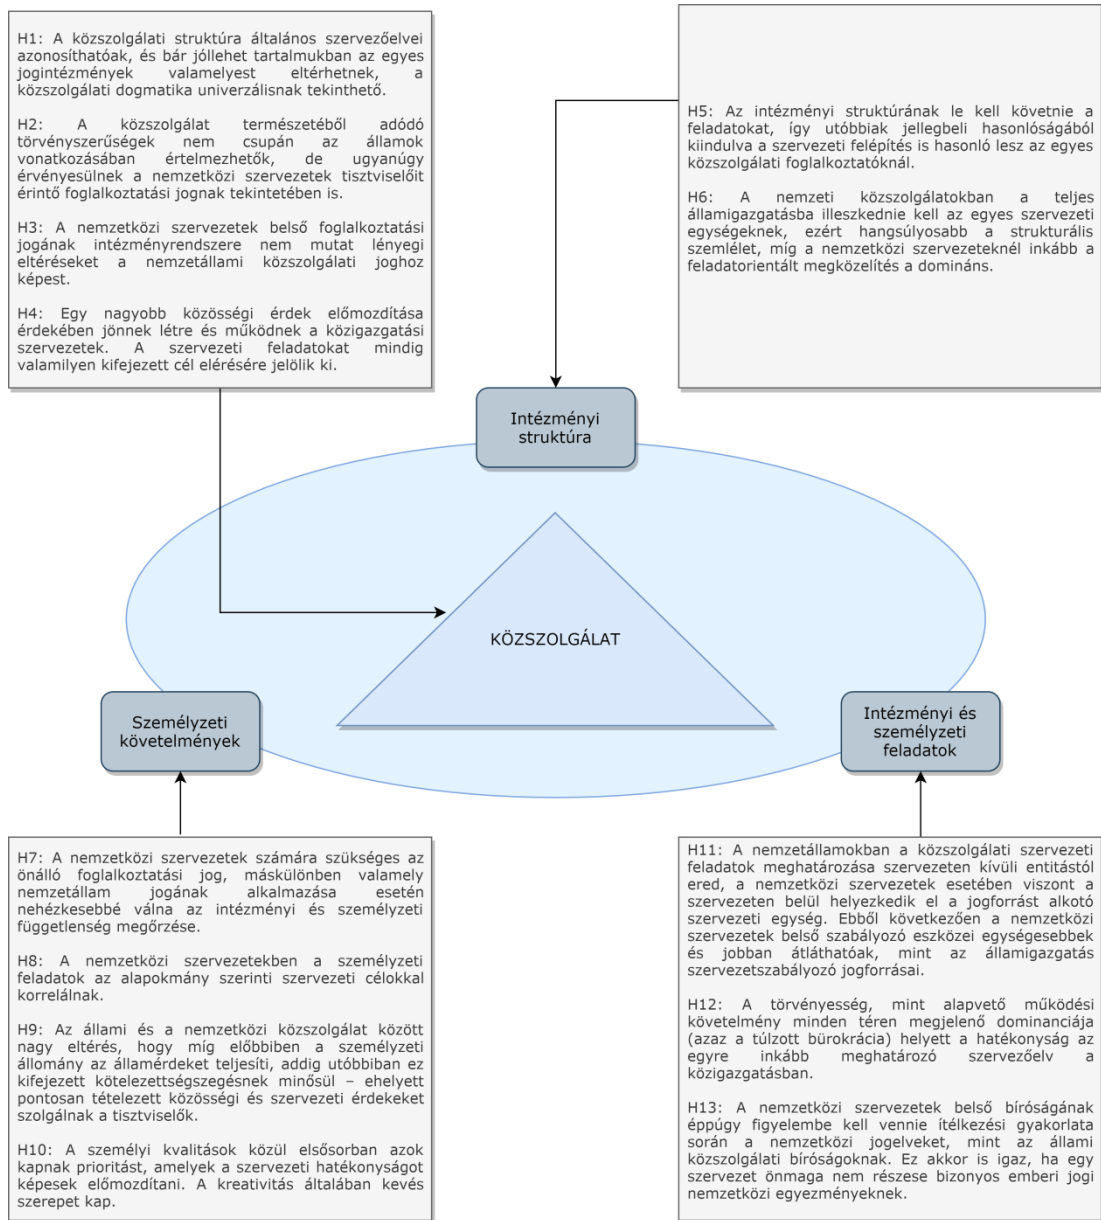 H1: A közszolgálati struktúra általános szervezőelvei
azonosíthatóak, és bár jóllehet tartalmukban az egyes
jogintézmények valamelyest eltérhetnek, a
közszolgálati dogmatika univerzálisnak tekinthető.
H2: A közszolgálat természetéből adódó
törvényszerűségek nem csupán az államok
vonatkozásában értelmezhetők, de ugyanúgy
érvényesülnek a nemzetközi szervezetek tisztviselőit
érintő foglalkoztatási jognak tekintetében is.
H3: A nemzetközi szervezetek belső foglalkoztatási
jogának intézményrendszere nem mutat lényegi
eltéréseket a nemzetállami közszolgálati joghoz
képest.
H4: Egy nagyobb közösségi érdek előmozdítása
érdekében jönnek létre és működnek a közigazgatási
szervezetek. A szervezeti feladatokat mindig
valamilyen kifejezett cél elérésére jelölik ki.
H5: Az intézményi struktúrának le kell követnie a
feladatokat, így utóbbiak jellegbeli hasonlóságából
kiindulva a szervezeti felépítés is hasonló lesz az egyes
közszolgálati foglalkoztatóknál.
H6: A nemzeti közszolgálatokban a teljes
államigazgatásba illeszkednie kell az egyes szervezeti
egységeknek, ezért hangsúlyosabb a strukturális
szemlélet, míg a nemzetközi szervezeteknél inkább a
feladatorientált megközelítés a domináns.
Intézményi
struktúra
KÖZSZOLGÁLAT
Személyzeti
követelmények
Intézményi és
személyzeti
feladatok
H7: A nemzetközi szervezetek számára szükséges az
önálló foglalkoztatási jog, máskülönben valamely
nemzetállam jogának alkalmazása esetén
nehézkesebbé válna az intézményi és személyzeti
függetlenség megőrzése.
H8: A nemzetközi szervezetekben a személyzeti
feladatok az alapokmány szerinti szervezeti célokkal
korrelálnak.
H9: Az állami és a nemzetközi közszolgálat között
nagy eltérés, hogy míg előbbiben a személyzeti
állomány az államérdeket teljesíti, addig utóbbiban ez
kifejezett kötelezettségszegésnek minősül – ehelyett
pontosan tételezett közösségi és szervezeti érdekeket
szolgálnak a tisztviselők.
H10: A személyi kvalitások közül elsősorban azok
kapnak prioritást, amelyek a szervezeti hatékonyságot
képesek előmozdítani. A kreativitás általában kevés
szerepet kap.
H11: A nemzetállamokban a közszolgálati szervezeti
feladatok meghatározása szervezeten kívüli entitástól
ered, a nemzetközi szervezetek esetében viszont a
szervezeten belül helyezkedik el a jogforrást alkotó
szervezeti egység. Ebből következően a nemzetközi
szervezetek belső szabályozó eszközei egységesebbek
és jobban átláthatóak, mint az államigazgatás
szervezetszabályozó jogforrásai.
H12: A törvényesség, mint alapvető működési
követelmény minden téren megjelenő dominanciája
(azaz a túlzott bürokrácia) helyett a hatékonyság az
egyre inkább meghatározó szervezőelv a
közigazgatásban.
H13: A nemzetközi szervezetek belső bíróságának
éppúgy figyelembe kell vennie ítélkezési gyakorlata
során a nemzetközi jogelveket, mint az állami
közszolgálati bíróságoknak. Ez akkor is igaz, ha egy
szervezet önmaga nem részese bizonyos emberi jogi
nemzetközi egyezményeknek.